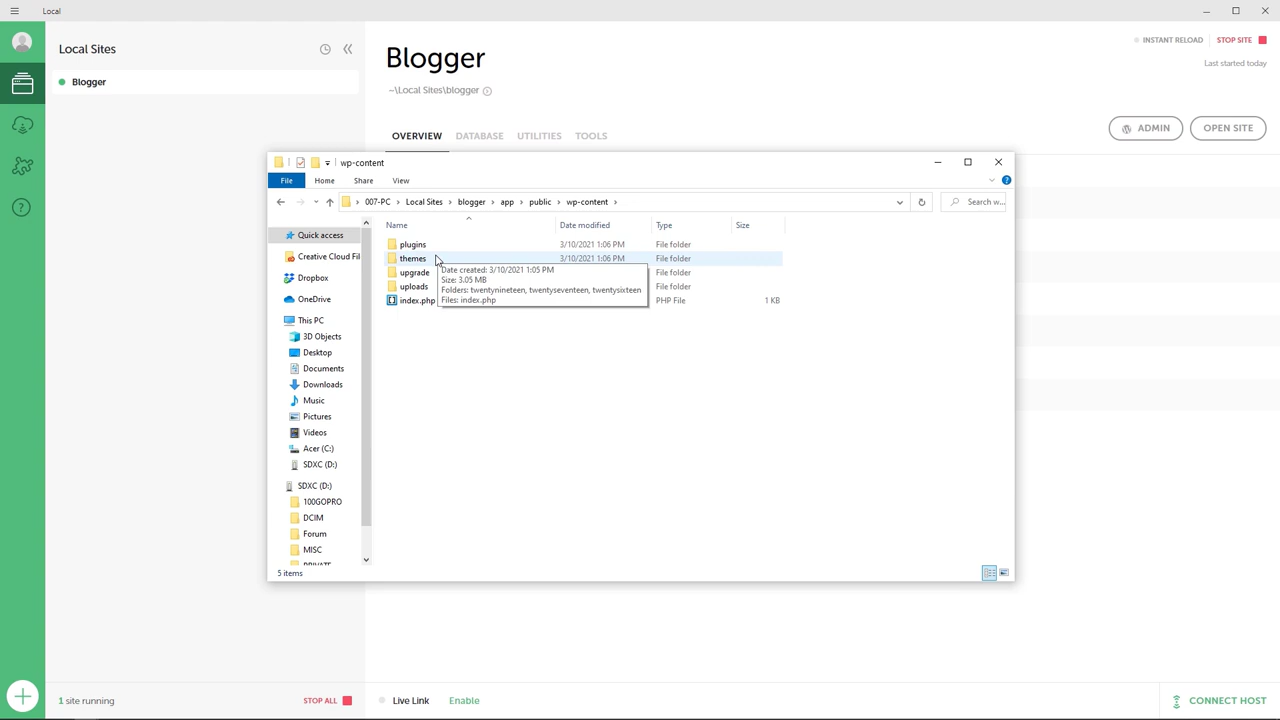 Local
Local Sites
Blogger
Blogger
~\Local Sites\blogger
INSTANT RELOAD
STOP SITE
Last started today
OVERVIEW
DATABASE
UTILITIES
TOOLS
ADMIN
OPEN SITE
wp-content
File
Home
Share
View
007-PC
Local Sites
blogger
app
public
wp-content
Search w...
Name
Date modified
Type
Size
plugins 3/10/2021 1:06 PM File folder
themes 3/10/2021 1:06 PM File folder
upgrade File folder
uploads File folder
index.php PHP File 1 KB
Date created: 3/10/2021 1:05 PM
Size: 3.05 MB
Folders: twentynineteen, twentyseventeen, twentysixteen
Files: index.php
Quick access
Creative Cloud Fil
Dropbox
OneDrive
This PC
3D Objects
Desktop
Documents
Downloads
Music
Pictures
Videos
Acer (C:)
SDXC (D:)
SDXC (D:)
100GOPRO
DCIM
Forum
MISC
PRIVATE
5 items
1 site running
STOP ALL
Live Link
Enable
CONNECT HOST